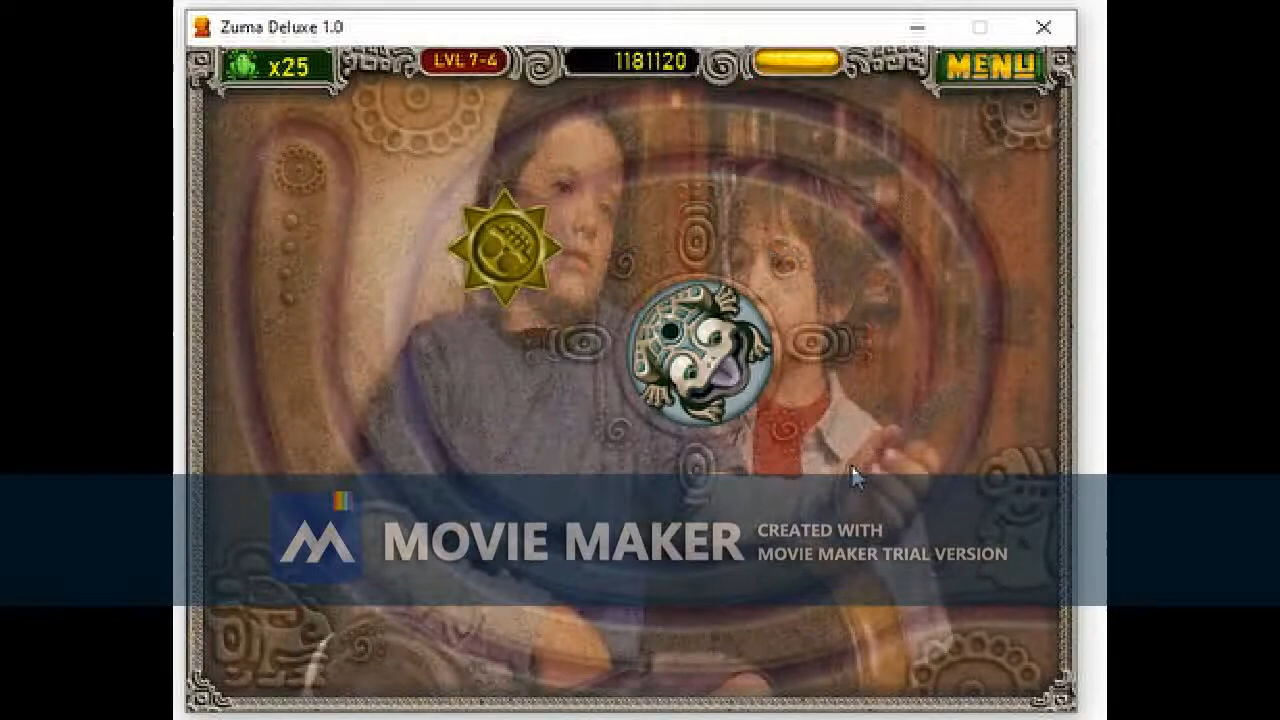 Zuma Deluxe 1.0
x25
LVL 7-4
1181120
MENU
MOVIE MAKER
CREATED WITH
MOVIE MAKER TRIAL VERSION